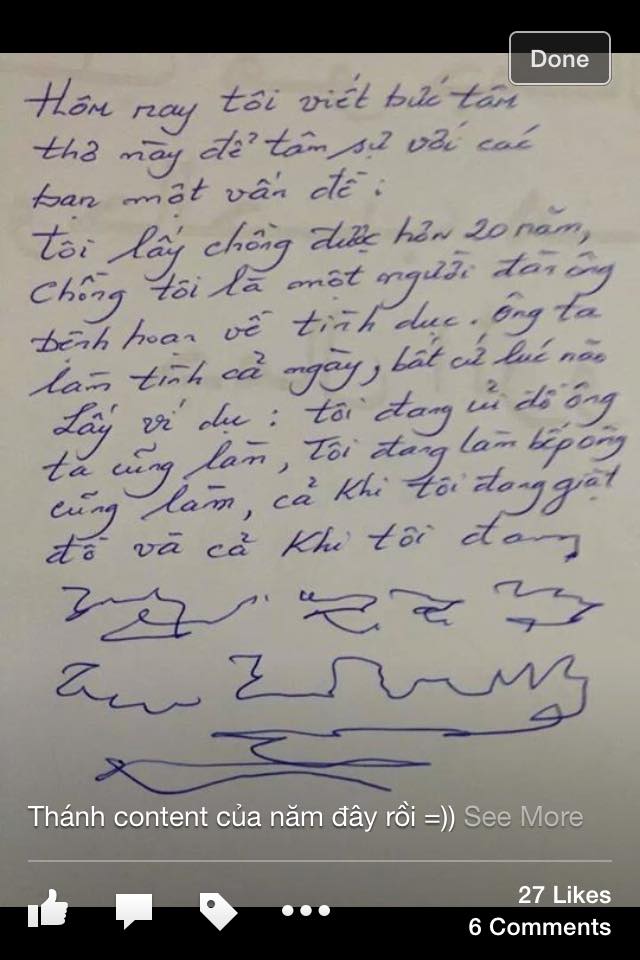 Done
Hôm nay tôi viết bức tâm
thở này để tâm sự với các
bạn một vấn đề :
Tôi lấy chồng được hơn 20 năm,
Chồng tôi là một người đàn ông
bệnh hoạn về tình dục. Ông ta
làm tình cả ngày, bất cứ lúc nào
Lấy ví dụ : tôi đang ủi đồ ông
ta cũng làm, Tôi đang làm bếp ông
cũng làm, cả khi tôi đang giặt
đồ và cả khi tôi đang
Thánh content của năm đây rồi =)) See More
27 Likes
6 Comments